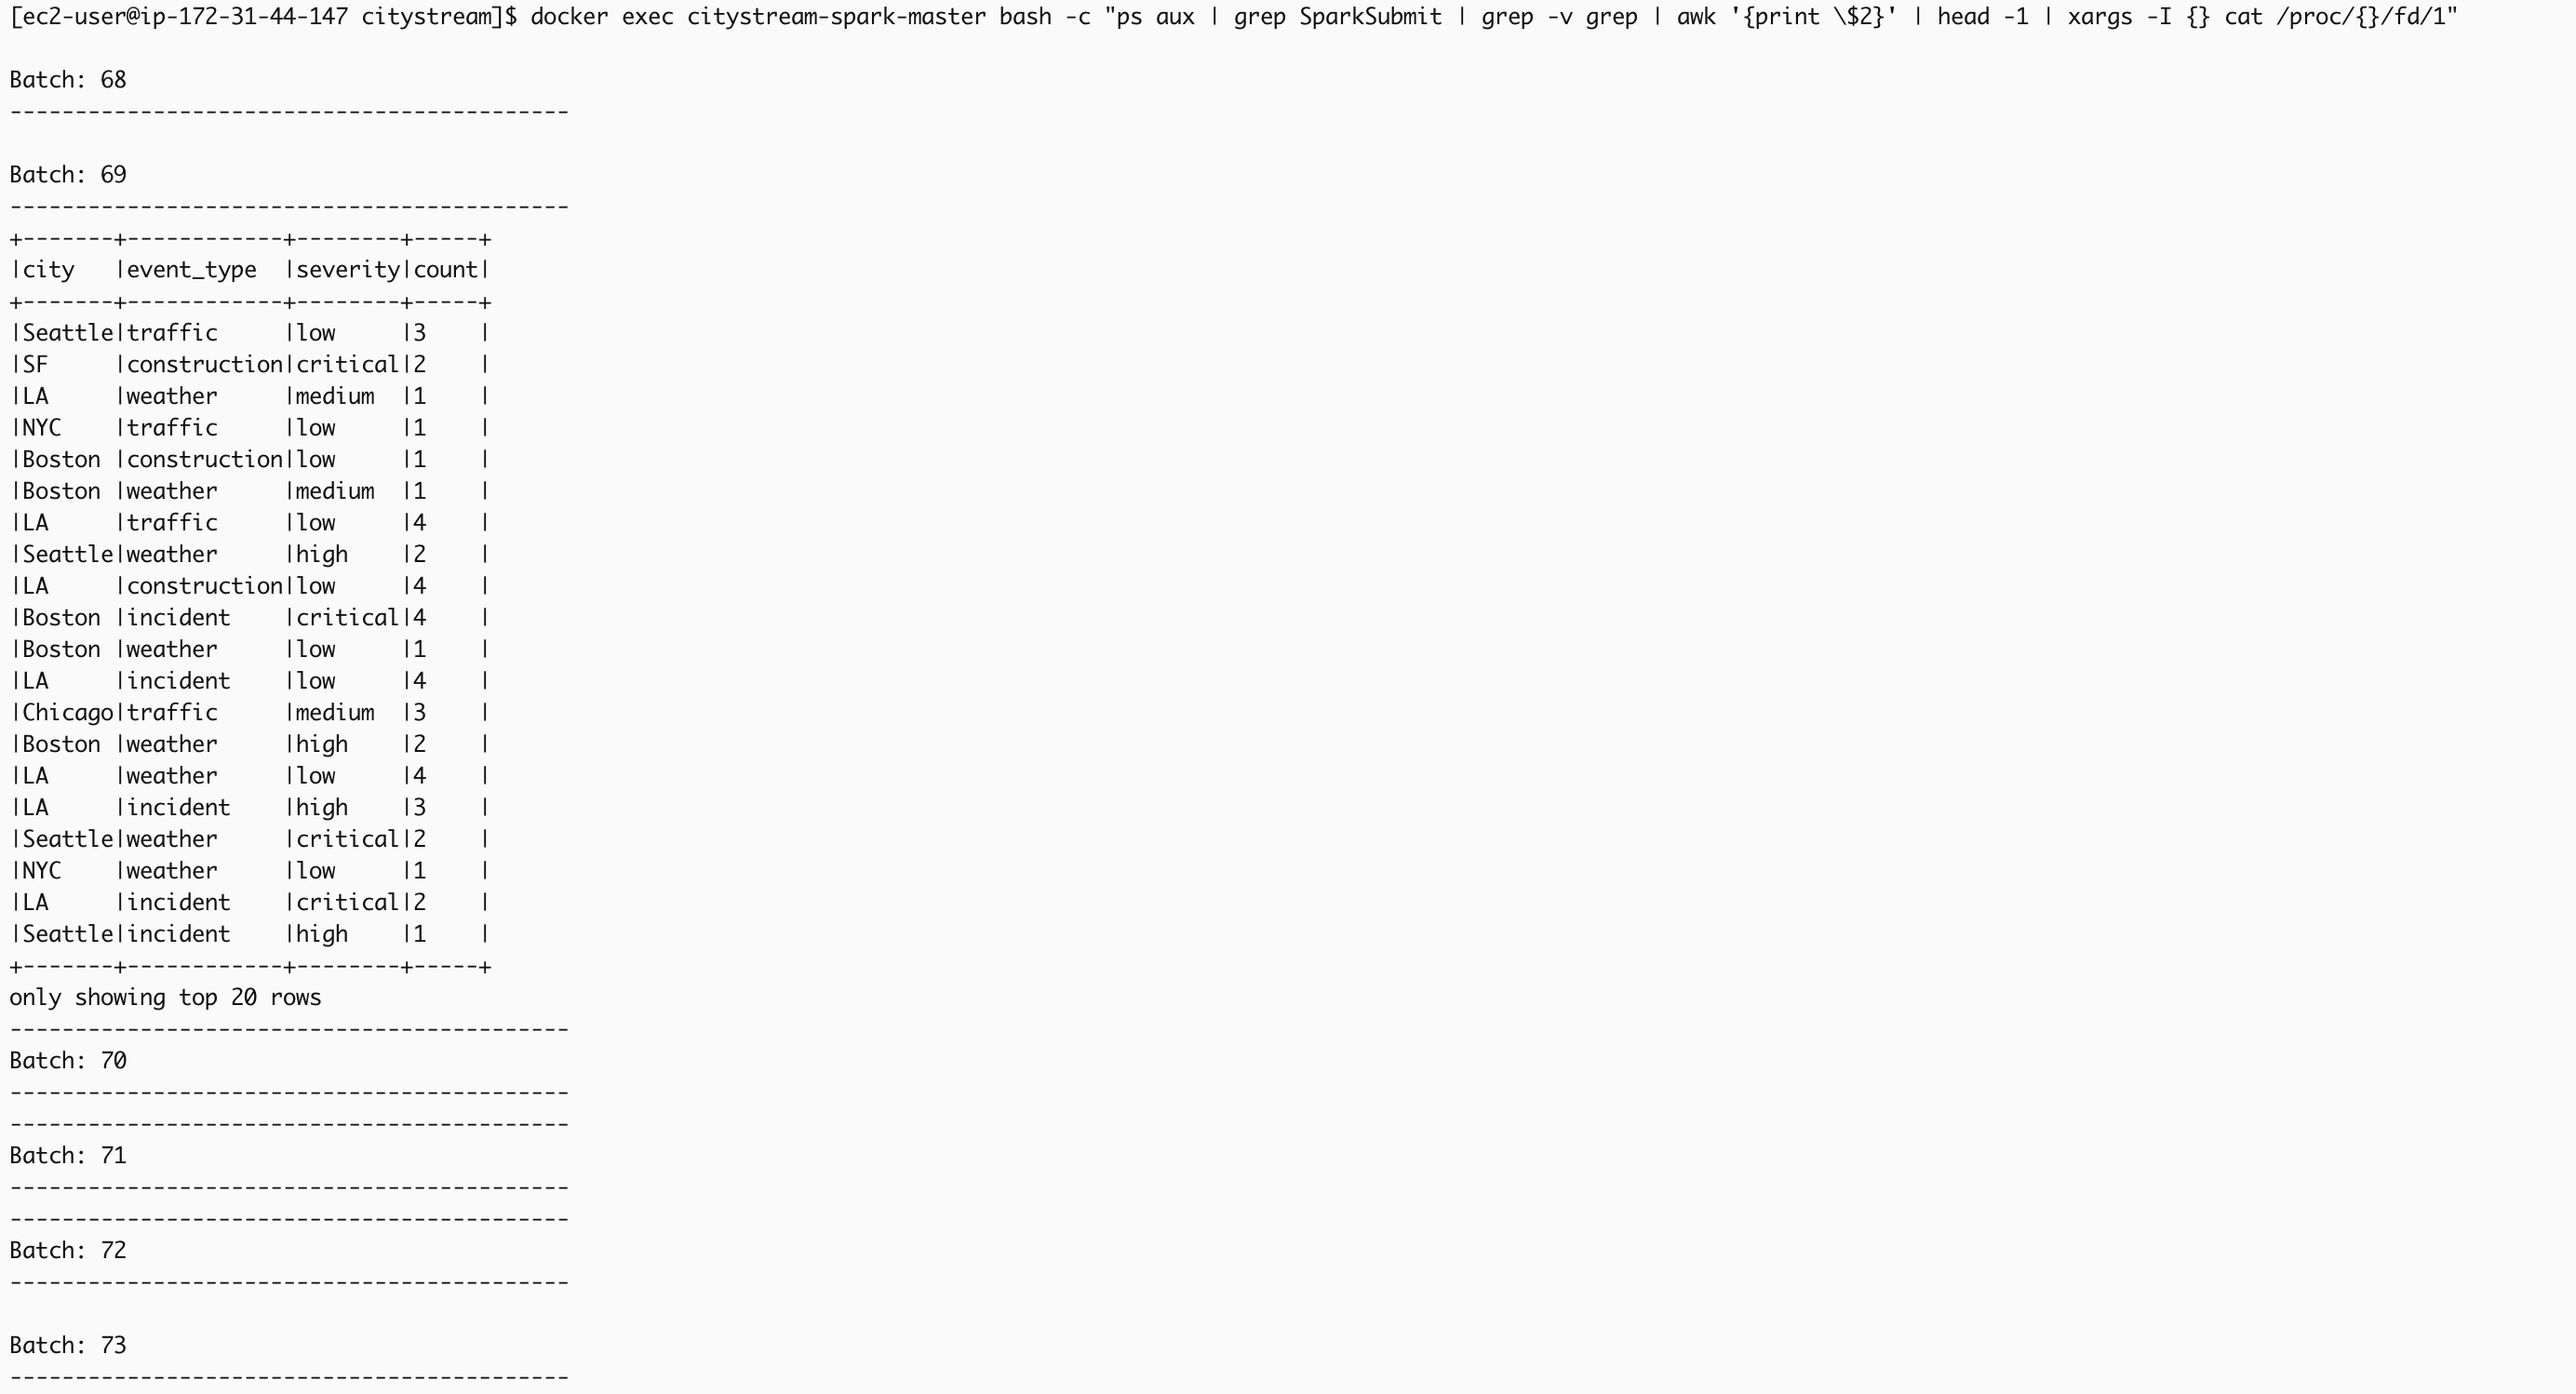 [ec2-user@ip-172-31-44-147 citystream]$ docker exec citystream-spark-master bash -c "ps aux | grep SparkSubmit | grep -v grep | awk '{print \$2}' | head -1 | xargs -I {} cat /proc/{}/fd/1"
Batch: 68
-------------------------------------------
Batch: 69
-------------------------------------------
+-------+------------+--------+-----+
|city   |event_type  |severity|count|
+-------+------------+--------+-----+
|Seattle|traffic     |low     |3    |
|SF     |construction|critical|2    |
|LA     |weather     |medium  |1    |
|NYC    |traffic     |low     |1    |
|Boston |construction|low     |1    |
|Boston |weather     |medium  |1    |
|LA     |traffic     |low     |4    |
|Seattle|weather     |high    |2    |
|LA     |construction|low     |4    |
|Boston |incident    |critical|4    |
|Boston |weather     |low     |1    |
|LA     |incident    |low     |4    |
|Chicago|traffic     |medium  |3    |
|Boston |weather     |high    |2    |
|LA     |weather     |low     |4    |
|LA     |incident    |high    |3    |
|Seattle|weather     |critical|2    |
|NYC    |weather     |low     |1    |
|LA     |incident    |critical|2    |
|Seattle|incident    |high    |1    |
+-------+------------+--------+-----+
only showing top 20 rows
-------------------------------------------
Batch: 70
-------------------------------------------
-------------------------------------------
Batch: 71
-------------------------------------------
-------------------------------------------
Batch: 72
-------------------------------------------
Batch: 73
-------------------------------------------